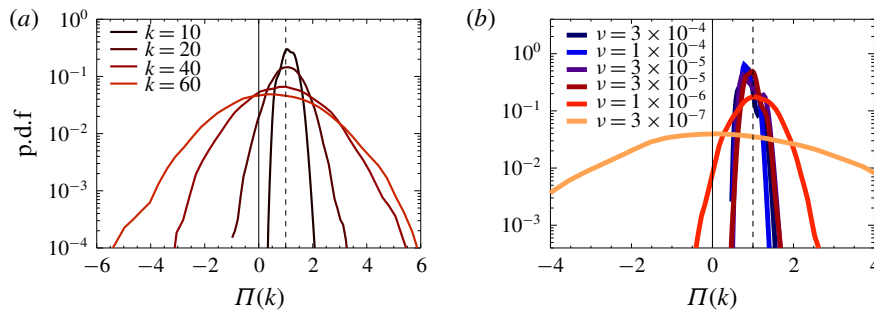 (a)
10^0
10^{-1}
10^{-2}
10^{-3}
10^{-4}
p.d.f
k = 10
k = 20
k = 40
k = 60
−6 −4 −2 0 2 4 6
Π(k)
(b)
10^0
10^{-1}
10^{-2}
10^{-3}
ν = 3 × 10^{-4}
ν = 1 × 10^{-4}
ν = 3 × 10^{-5}
ν = 3 × 10^{-5}
ν = 1 × 10^{-6}
ν = 3 × 10^{-7}
−4 −2 0 2 4
Π(k)